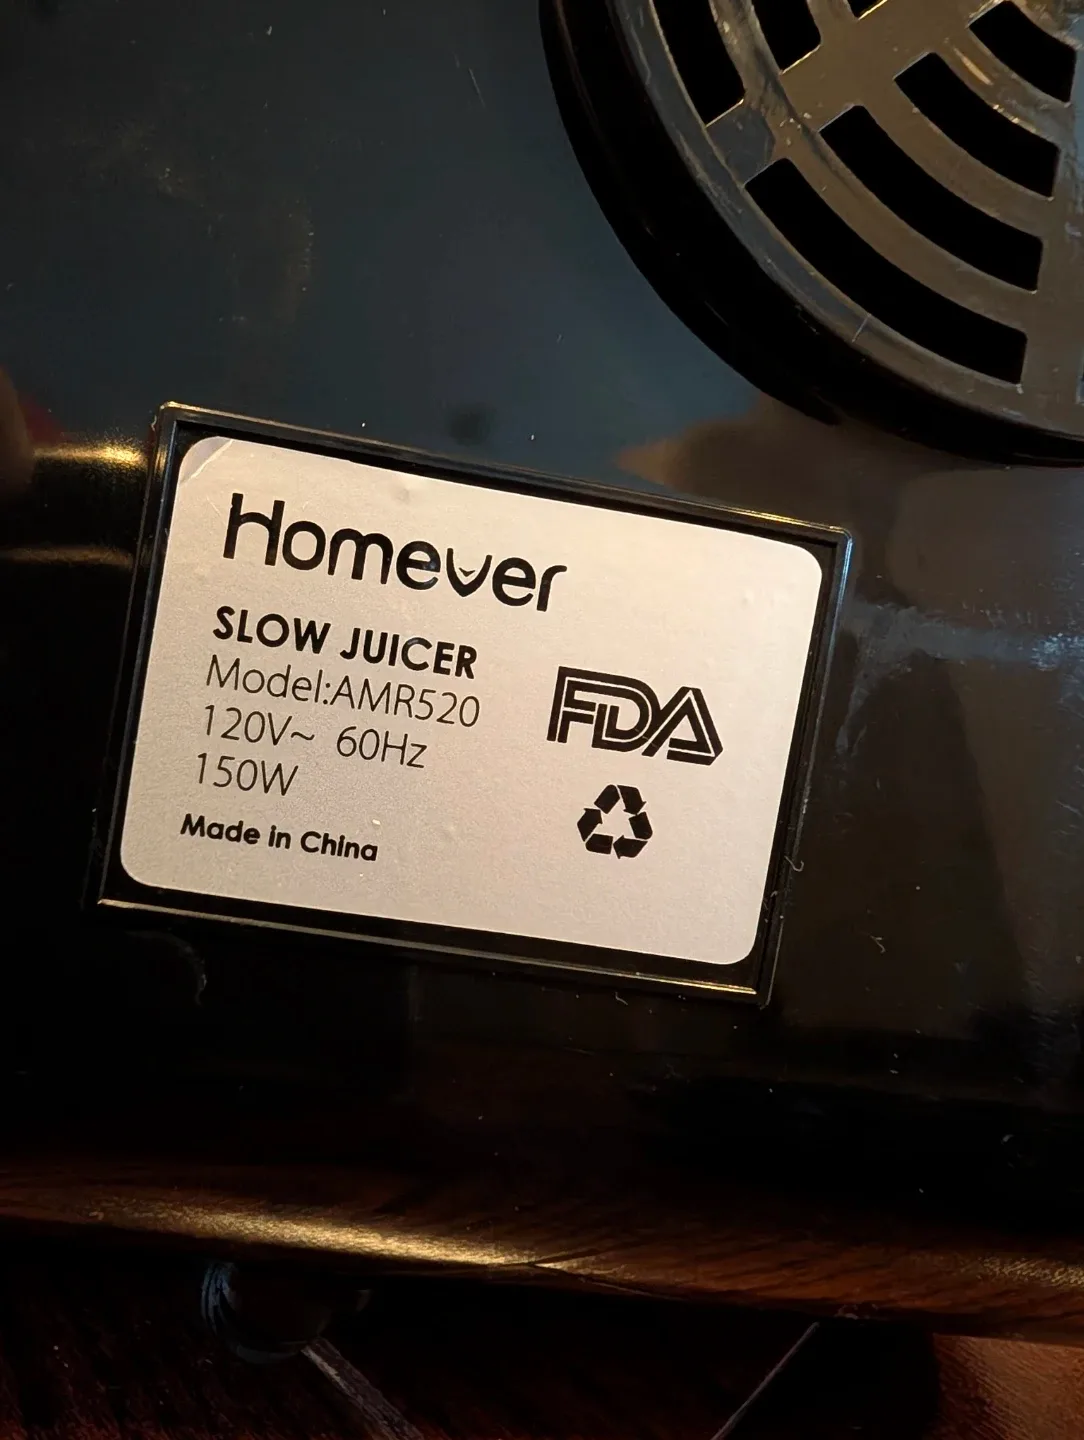 Homever
SLOW JUICER
Model:AMR520
120V~ 60Hz
150W
Made in China
FDA